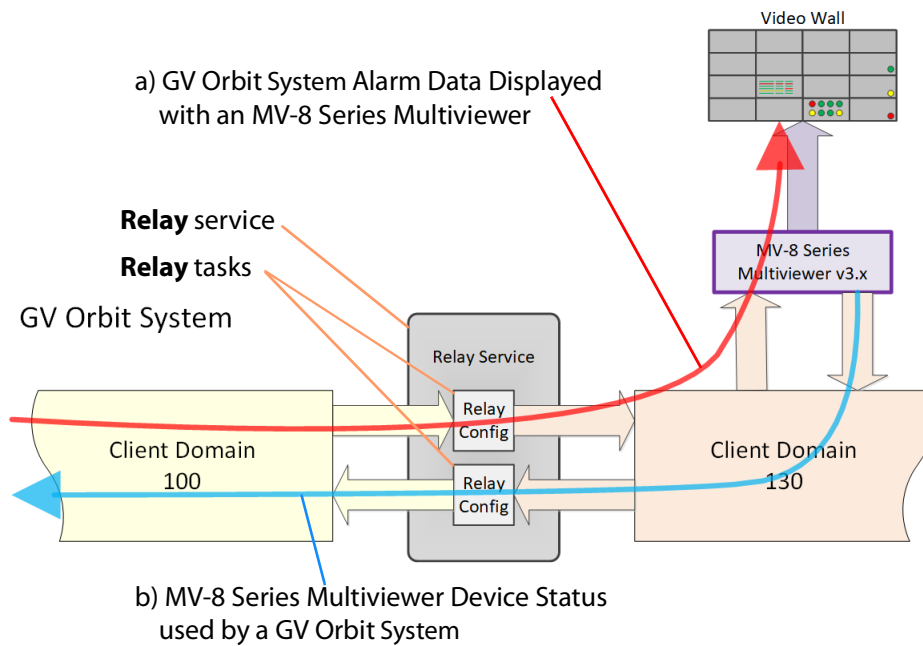 Video Wall
a) GV Orbit System Alarm Data Displayed
with an MV-8 Series Multiviewer
Relay service
Relay tasks
MV-8 Series
Multiviewer v3.x
GV Orbit System
Relay Service
Relay
Config
Client Domain
100
Relay
Config
Client Domain
130
b) MV-8 Series Multiviewer Device Status
used by a GV Orbit System